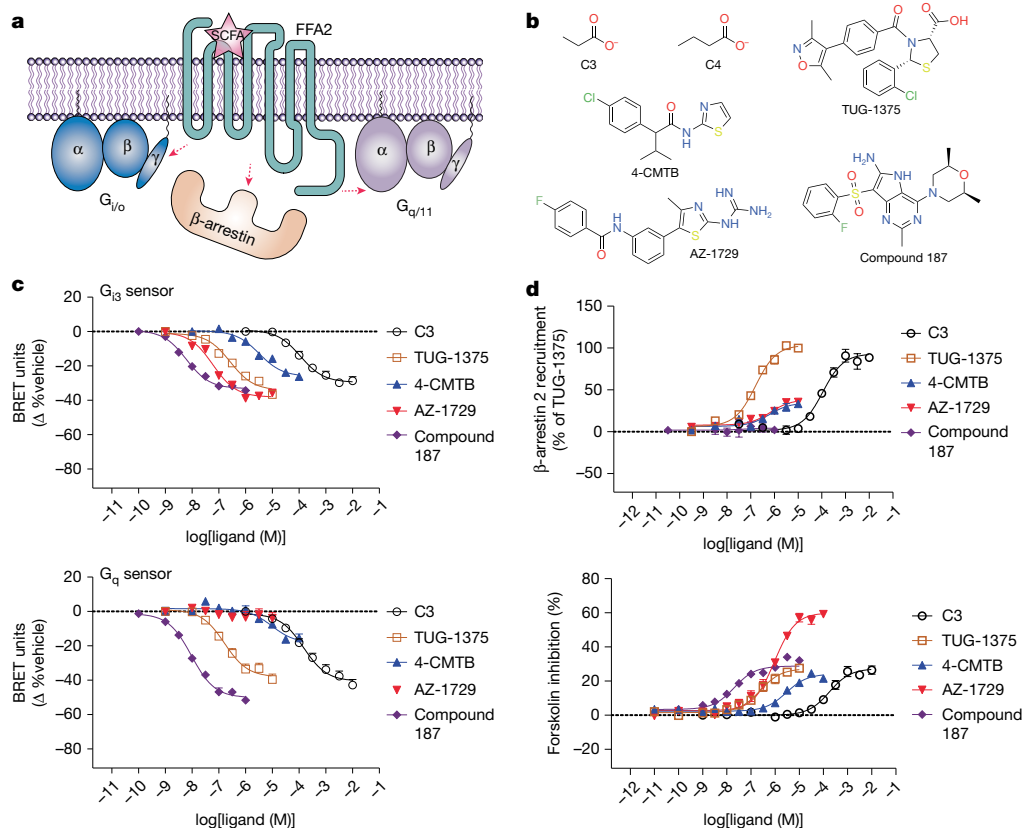 a
SCFA
FFA2
α
β
γ
G i/o
β-arrestin
α
β
γ
G q/11
b
O
O⁻
C3
O
O⁻
C4
N
O
O
N
O
OH
S
Cl
TUG-1375
Cl
O
N
H
N
S
4-CMTB
F
O
H
N
N
S
N
H
NH
NH2
AZ-1729
H2N
H
N
O
S
O
F
N
N
N
O
Compound 187
c
Gi3 sensor
20
0
−20
−40
−60
−80
BRET units
(Δ %vehicle)
−11 −10 −9 −8 −7 −6 −5 −4 −3 −2 −1
log[ligand (M)]
C3
TUG-1375
4-CMTB
AZ-1729
Compound
187
Gq sensor
20
0
−20
−40
−60
−80
BRET units
(Δ %vehicle)
−11 −10 −9 −8 −7 −6 −5 −4 −3 −2 −1
log[ligand (M)]
C3
TUG-1375
4-CMTB
AZ-1729
Compound
187
d
100
50
0
−50
β-arrestin 2 recruitment
(% of TUG-1375)
−12 −11 −10 −9 −8 −7 −6 −5 −4 −3 −2 −1
log[ligand (M)]
C3
TUG-1375
4-CMTB
AZ-1729
Compound
187
80
60
40
20
0
−20
Forskolin inhibition (%)
−12 −11 −10 −9 −8 −7 −6 −5 −4 −3 −2 −1
log[ligand (M)]
C3
TUG-1375
4-CMTB
AZ-1729
Compound
187